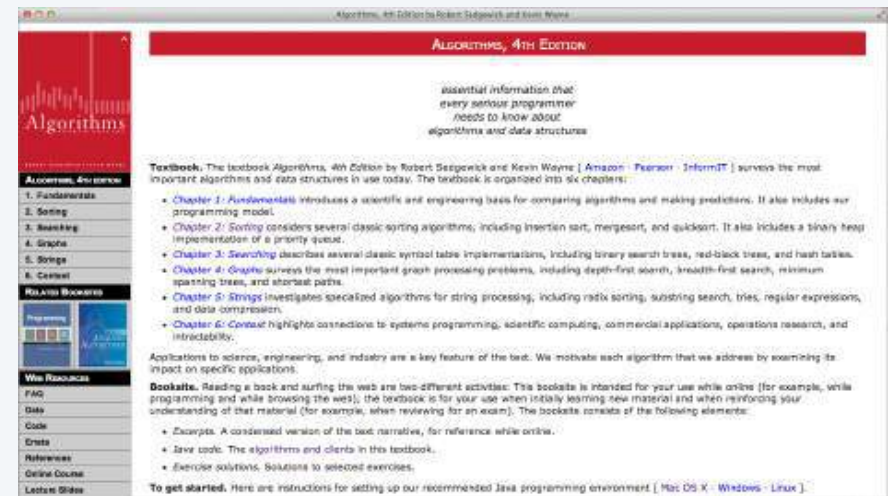 Algorithms, 4th Edition by Robert Sedgewick and Kevin Wayne
ALGORITHMS, 4TH EDITION
essential information that
every serious programmer
needs to know about
algorithms and data structures
Algorithms
ALGORITHMS, 4TH EDITION
1. Fundamentals
2. Sorting
3. Searching
4. Graphs
5. Strings
6. Context
RELATED BOOKSITES
Programming
Algorithms
WEB RESOURCES
FAQ
Data
Code
Errata
References
Online Course
Lecture Slides
Textbook. The textbook Algorithms, 4th Edition by Robert Sedgewick and Kevin Wayne [ Amazon · Pearson · InformIT ] surveys the most
important algorithms and data structures in use today. The textbook is organized into six chapters:
• Chapter 1: Fundamentals introduces a scientific and engineering basis for comparing algorithms and making predictions. It also includes our
programming model.
• Chapter 2: Sorting considers several classic sorting algorithms, including insertion sort, mergesort, and quicksort. It also includes a binary heap
implementation of a priority queue.
• Chapter 3: Searching describes several classic symbol table implementations, including binary search trees, red-black trees, and hash tables.
• Chapter 4: Graphs surveys the most important graph processing problems, including depth-first search, breadth-first search, minimum
spanning trees, and shortest paths.
• Chapter 5: Strings investigates specialized algorithms for string processing, including radix sorting, substring search, tries, regular expressions,
and data compression.
• Chapter 6: Context highlights connections to systems programming, scientific computing, commercial applications, operations research, and
intractability.
Applications to science, engineering, and industry are a key feature of the text. We motivate each algorithm that we address by examining its
impact on specific applications.
Booksite. Reading a book and surfing the web are two different activities: This booksite is intended for your use while online (for example, while
programming and while browsing the web); the textbook is for your use when initially learning new material and when reinforcing your
understanding of that material (for example, when reviewing for an exam). The booksite consists of the following elements:
• Excerpts. A condensed version of the text narrative, for reference while online.
• Java code. The algorithms and clients in this textbook.
• Exercise solutions. Solutions to selected exercises.
To get started. Here are instructions for setting up our recommended Java programming environment [ Mac OS X · Windows · Linux ].